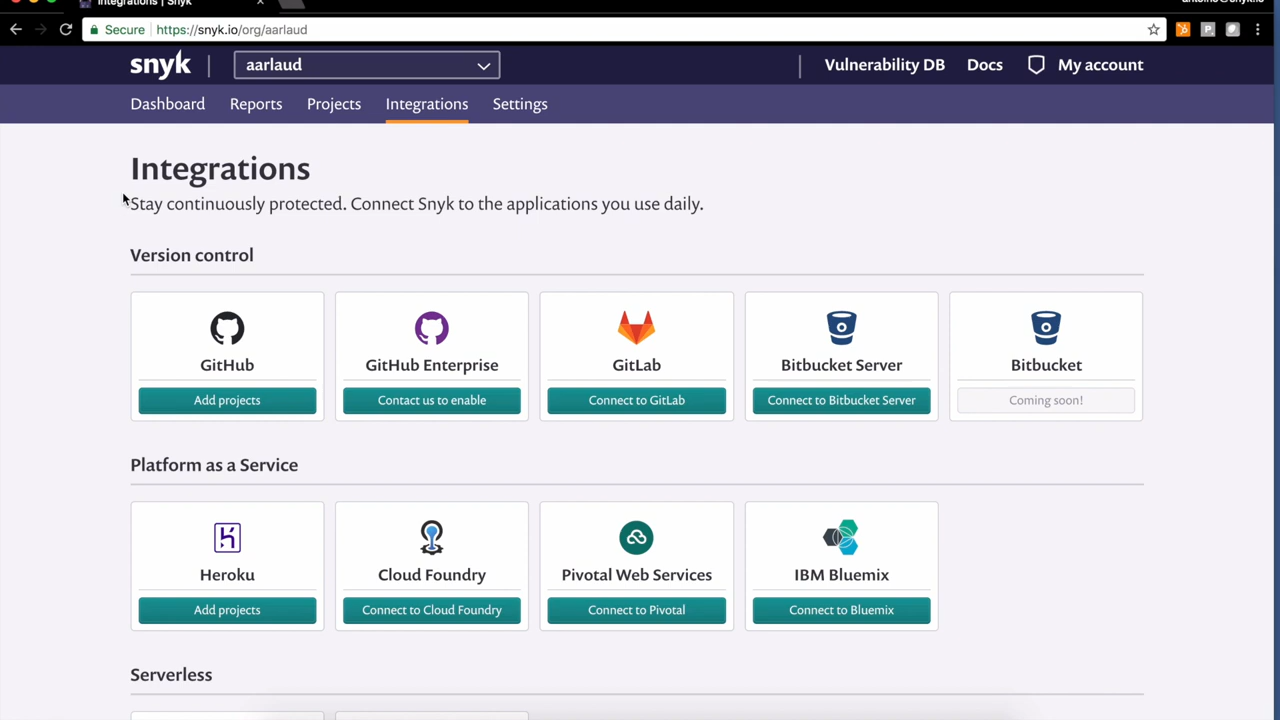 Integrations | Snyk
Secure https://snyk.io/org/aarlaud
snyk aarlaud Vulnerability DB Docs My account
Dashboard Reports Projects Integrations Settings
Integrations
Stay continuously protected. Connect Snyk to the applications you use daily.
Version control
GitHub GitHub Enterprise GitLab Bitbucket Server Bitbucket
Add projects Contact us to enable Connect to GitLab Connect to Bitbucket Server Coming soon!
Platform as a Service
Heroku Cloud Foundry Pivotal Web Services IBM Bluemix
Add projects Connect to Cloud Foundry Connect to Pivotal Connect to Bluemix
Serverless